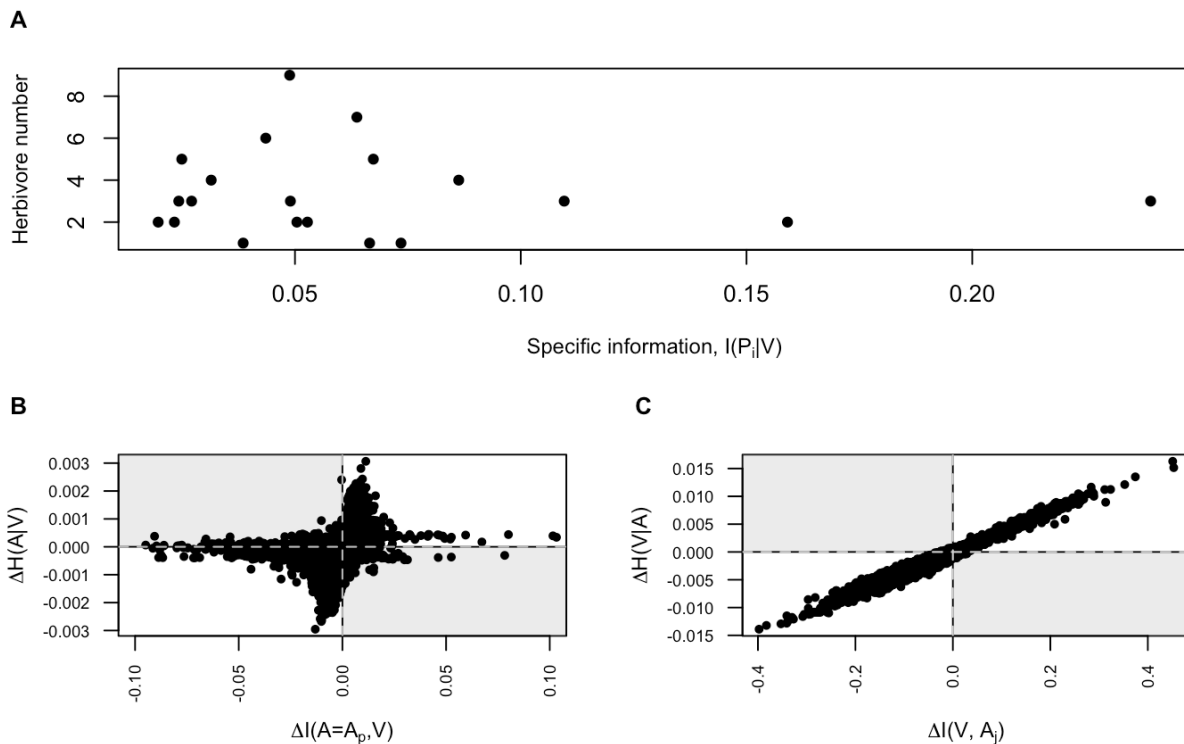 A
Herbivore number
8
6
4
2
0.05 0.10 0.15 0.20
Specific information, I(Pᵢ|V)
B
ΔH(A|V)
0.003
0.002
0.001
0.000
-0.001
-0.002
-0.003
-0.10 -0.05 0.00 0.05 0.10
ΔI(A=Aₚ,V)
C
ΔH(V|A)
0.015
0.010
0.005
0.000
-0.005
-0.010
-0.015
-0.4 -0.2 0.0 0.2 0.4
ΔI(V, Aⱼ)